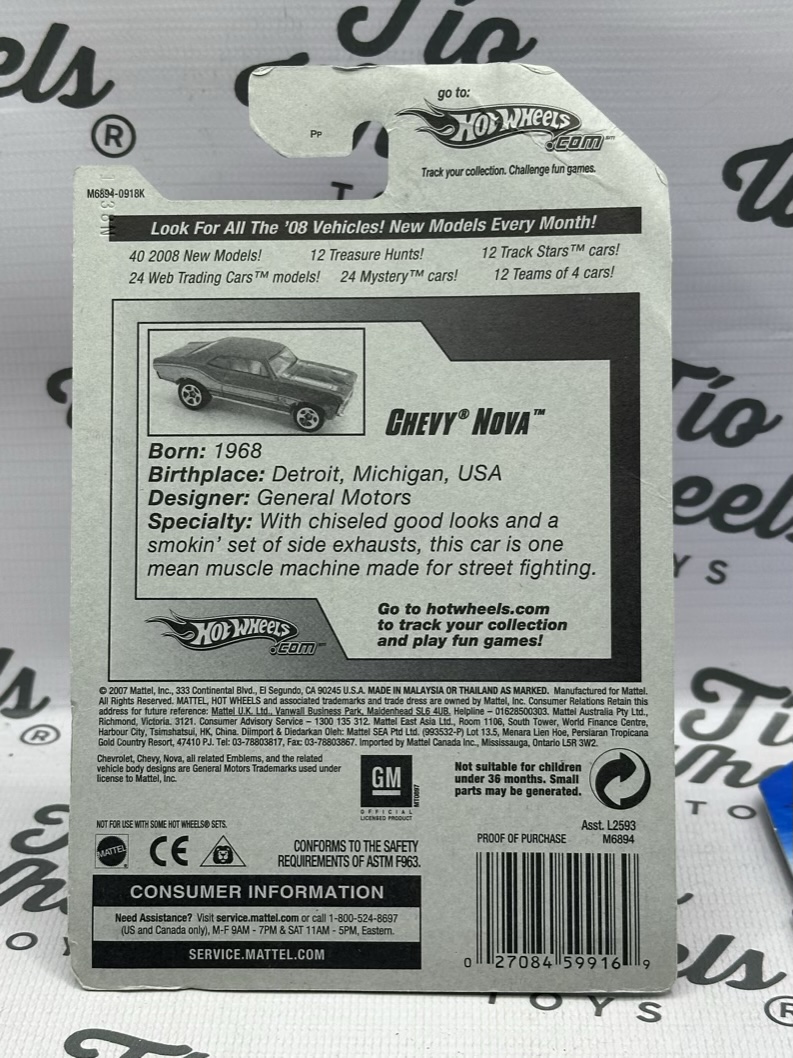 Tio
Wheels
®
go to:
HOT WHEELS
.COM
Track your collection. Challenge fun games.
PP
M6894-0918K
Look For All The '08 Vehicles! New Models Every Month!
40 2008 New Models! 12 Treasure Hunts! 12 Track Stars™ cars!
24 Web Trading Cars™ models! 24 Mystery™ cars! 12 Teams of 4 cars!
CHEVY® NOVA™
Born: 1968
Birthplace: Detroit, Michigan, USA
Designer: General Motors
Specialty: With chiseled good looks and a
smokin' set of side exhausts, this car is one
mean muscle machine made for street fighting.
HOT WHEELS
.COM
Go to hotwheels.com
to track your collection
and play fun games!
© 2007 Mattel, Inc., 333 Continental Blvd., El Segundo, CA 90245 U.S.A. MADE IN MALAYSIA OR THAILAND AS MARKED. Manufactured for Mattel.
All Rights Reserved. MATTEL, HOT WHEELS and associated trademarks and trade dress are owned by Mattel, Inc. Consumer Relations Retain this
address for future reference: Mattel U.K. Ltd., Vanwall Business Park, Maidenhead SL6 4UB. Helpline – 01628500303. Mattel Australia Pty Ltd.,
Richmond, Victoria. 3121. Consumer Advisory Service – 1300 135 312. Mattel East Asia Ltd., Room 1106, South Tower, World Finance Centre,
Harbour City, Tsimshatsui, HK, China. Diimport & Diedarkan Oleh: Mattel SEA Ptd Ltd. (993532-P) Lot 13.5, Menara Lien Hoe, Persiaran Tropicana
Gold Country Resort, 47410 PJ. Tel: 03-78803817, Fax: 03-78803867. Imported by Mattel Canada Inc., Mississauga, Ontario L5R 3W2.
Chevrolet, Chevy, Nova, all related Emblems, and the related
vehicle body designs are General Motors Trademarks used under
license to Mattel, Inc.
GM
OFFICIAL
LICENSED PRODUCT
Not suitable for children
under 36 months. Small
parts may be generated.
NOT FOR USE WITH SOME HOT WHEELS® SETS.
MATTEL
CE
CONFORMS TO THE SAFETY
REQUIREMENTS OF ASTM F963.
Asst. L2593
PROOF OF PURCHASE M6894
CONSUMER INFORMATION
Need Assistance? Visit service.mattel.com or call 1-800-524-8697
(US and Canada only), M-F 9AM - 7PM & SAT 11AM - 5PM, Eastern.
SERVICE.MATTEL.COM
0 27084 59916 9
TOYS
®